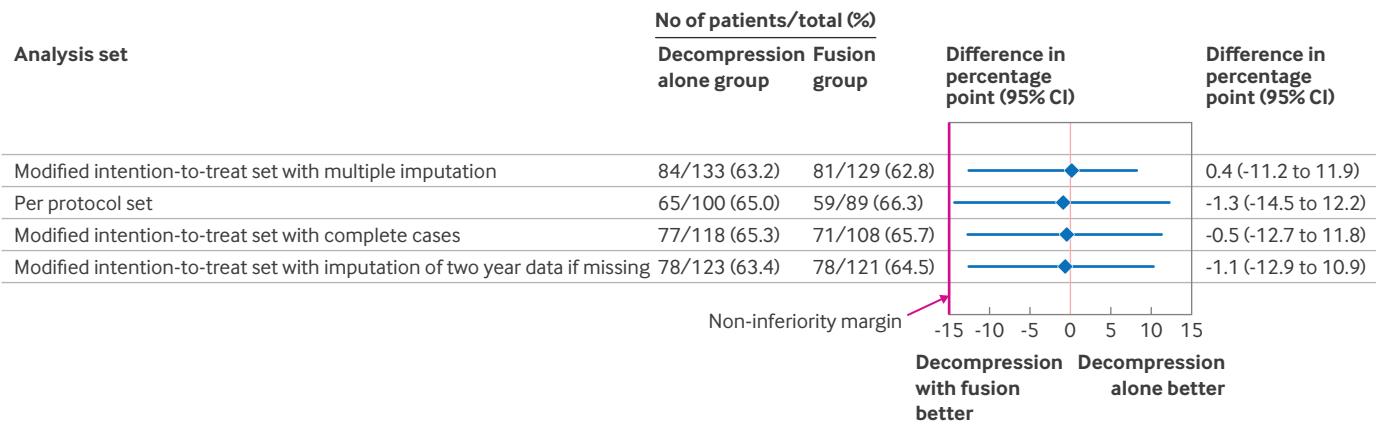 No of patients/total (%)
Analysis set
Decompression alone group
Fusion group
Difference in percentage point (95% CI)
Difference in percentage point (95% CI)
Modified intention-to-treat set with multiple imputation 84/133 (63.2) 81/129 (62.8) 0.4 (-11.2 to 11.9)
Per protocol set 65/100 (65.0) 59/89 (66.3) -1.3 (-14.5 to 12.2)
Modified intention-to-treat set with complete cases 77/118 (65.3) 71/108 (65.7) -0.5 (-12.7 to 11.8)
Modified intention-to-treat set with imputation of two year data if missing 78/123 (63.4) 78/121 (64.5) -1.1 (-12.9 to 10.9)
Non-inferiority margin
-15 -10 -5 0 5 10 15
Decompression with fusion better
Decompression alone better